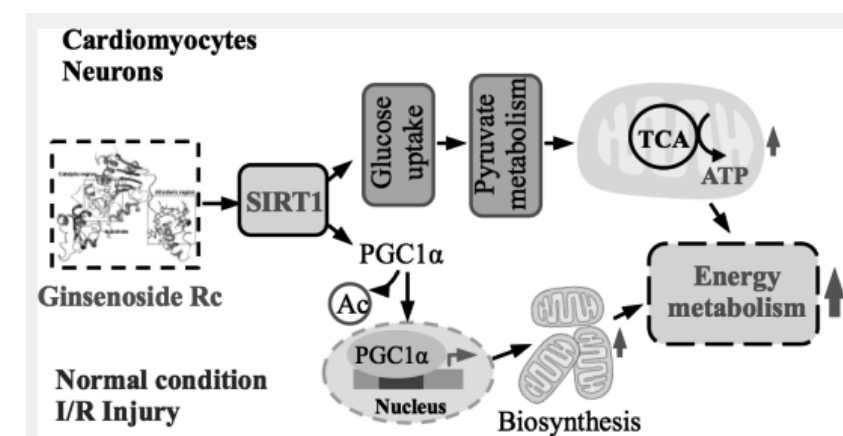 Cardiomyocytes
Neurons
Glucose
uptake
Pyruvate
metabolism
TCA
ATP
SIRT1
Ginsenoside Rc
PGC1α
Ac
Energy
metabolism
PGC1α
Nucleus
Biosynthesis
Normal condition
I/R Injury